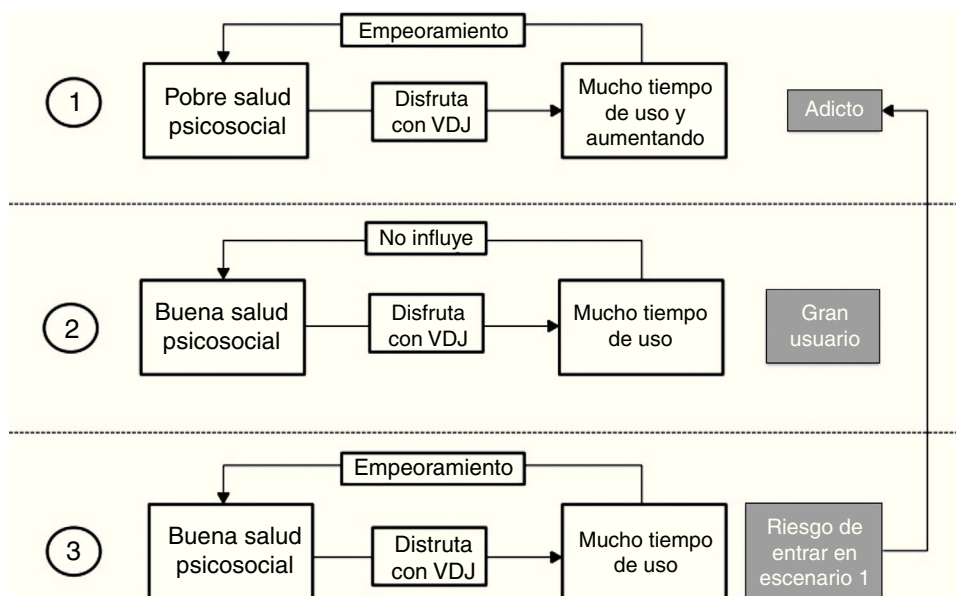 Empeoramiento
1
Pobre salud
psicosocial
Disfruta
con VDJ
Mucho tiempo
de uso y
aumentando
Adicto
No influye
2
Buena salud
psicosocial
Disfruta
con VDJ
Mucho tiempo
de uso
Gran
usuario
Empeoramiento
3
Buena salud
psicosocial
Distruta
con VDJ
Mucho tiempo
de uso
Riesgo de
entrar en
escenario 1